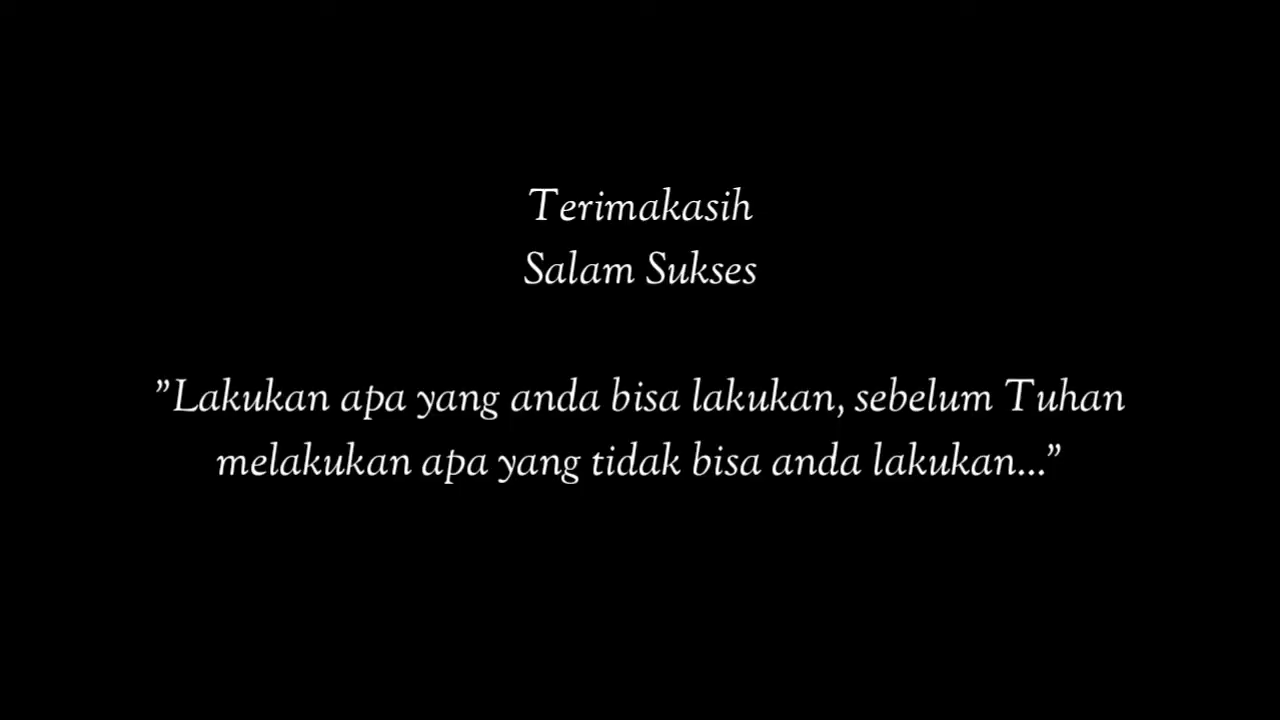 Terimakasih
Salam Sukses
”Lakukan apa yang anda bisa lakukan, sebelum Tuhan
melakukan apa yang tidak bisa anda lakukan...”